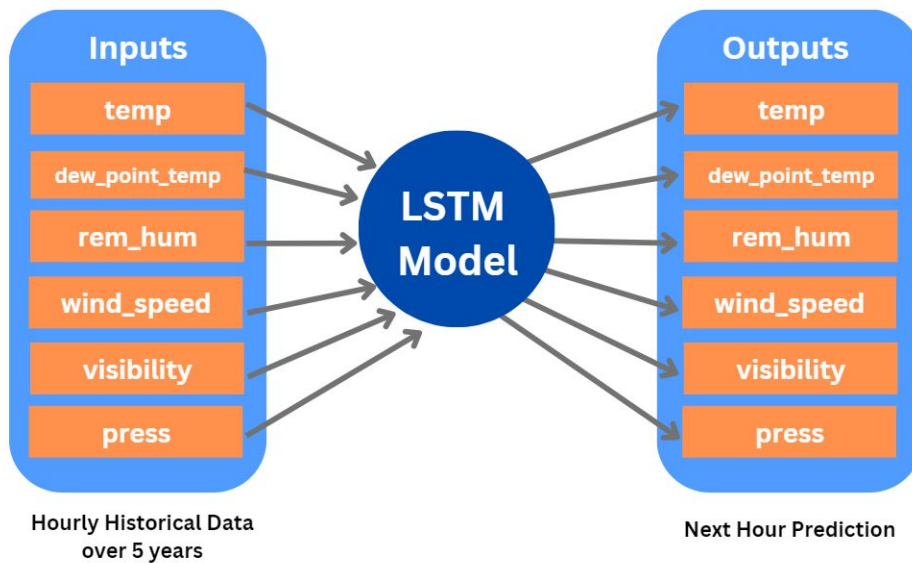 Inputs
temp
dew_point_temp
rem_hum
wind_speed
visibility
press
Hourly Historical Data
over 5 years
LSTM
Model
Outputs
temp
dew_point_temp
rem_hum
wind_speed
visibility
press
Next Hour Prediction